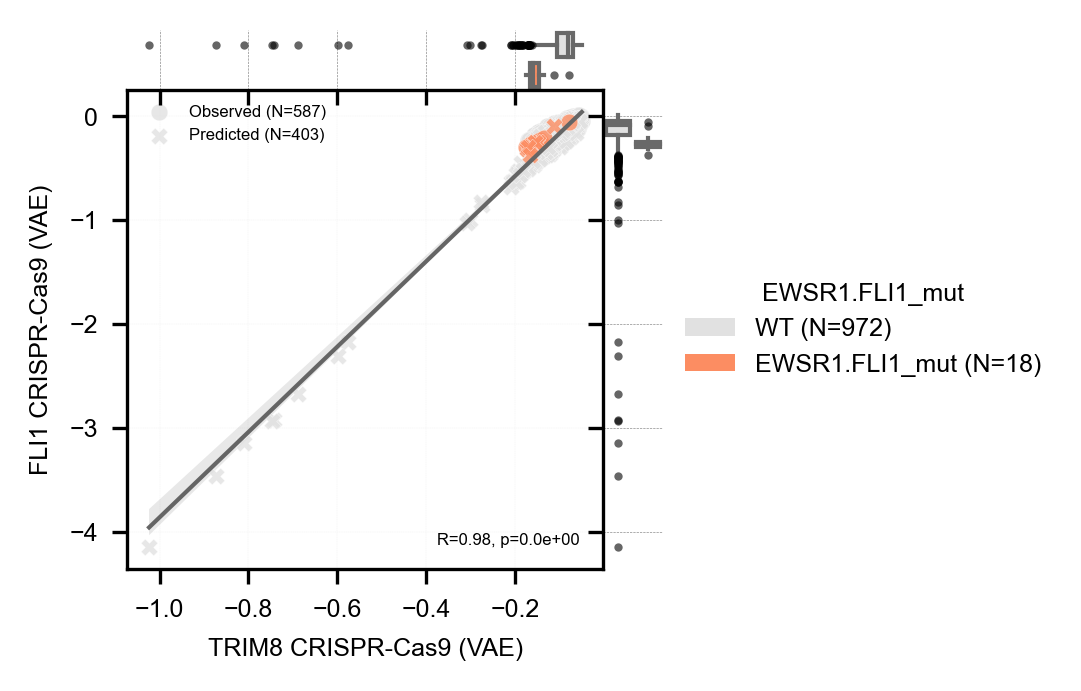 Observed (N=587)
Predicted (N=403)
0
−1
−2
−3
−4
FLI1 CRISPR-Cas9 (VAE)
R=0.98, p=0.0e+00
−1.0
−0.8
−0.6
−0.4
−0.2
TRIM8 CRISPR-Cas9 (VAE)
EWSR1.FLI1_mut
WT (N=972)
EWSR1.FLI1_mut (N=18)